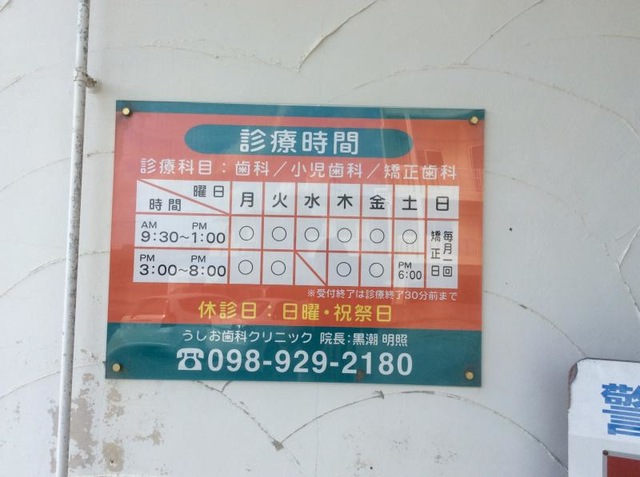 診療時間
診療科目：歯科／小児歯科／矯正歯科
曜日 時間 月 火 水 木 金 土 日
AM 9:30～PM 1:00 ○ ○ ○ ○ ○ ○ 毎月一回矯正日
PM 3:00～PM 8:00 ○ ○ ＼ ○ ○ PM 6:00
※受付終了は診療終了30分前まで
休診日：日曜・祝祭日
うしお歯科クリニック 院長：黒潮 明照
☎098-929-2180
警